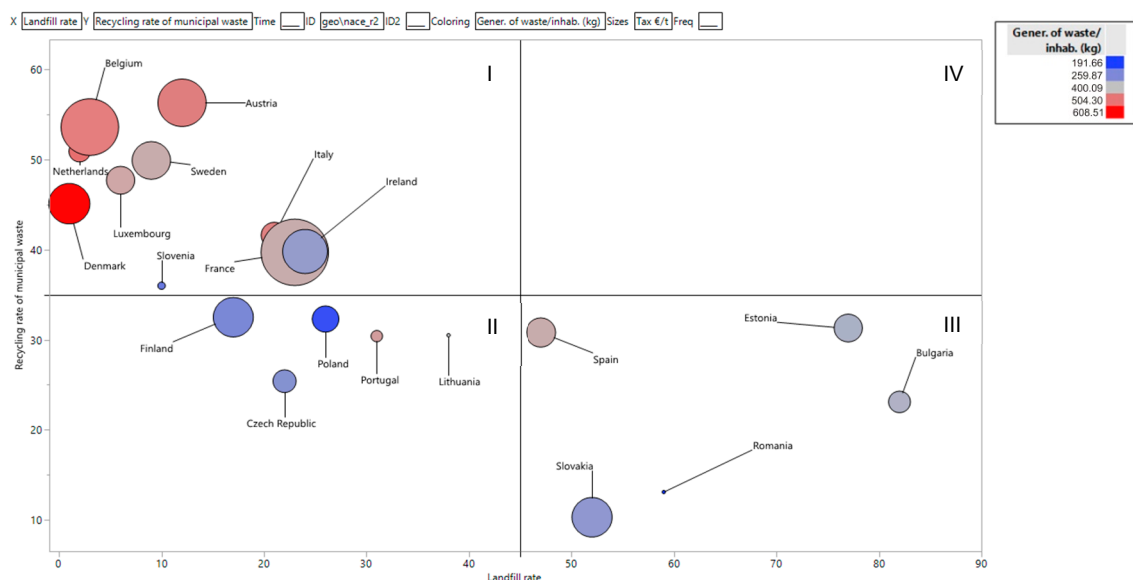 X Landfill rate Y Recycling rate of municipal waste Time ___ ID geo\nace_r2 ID2 ___ Coloring Gener. of waste/inhab. (kg) Sizes Tax €/t Freq ___
Gener. of waste/
inhab. (kg)
191.66
259.87
400.09
504.30
608.51
Recycling rate of municipal waste
60
50
40
30
20
10
I
IV
II
III
Belgium
Austria
Italy
Netherlands
Sweden
Ireland
Luxembourg
Slovenia
Denmark
France
Finland
Poland
Portugal
Lithuania
Czech Republic
Estonia
Spain
Bulgaria
Romania
Slovakia
0 10 20 30 40 50 60 70 80 90
Landfill rate